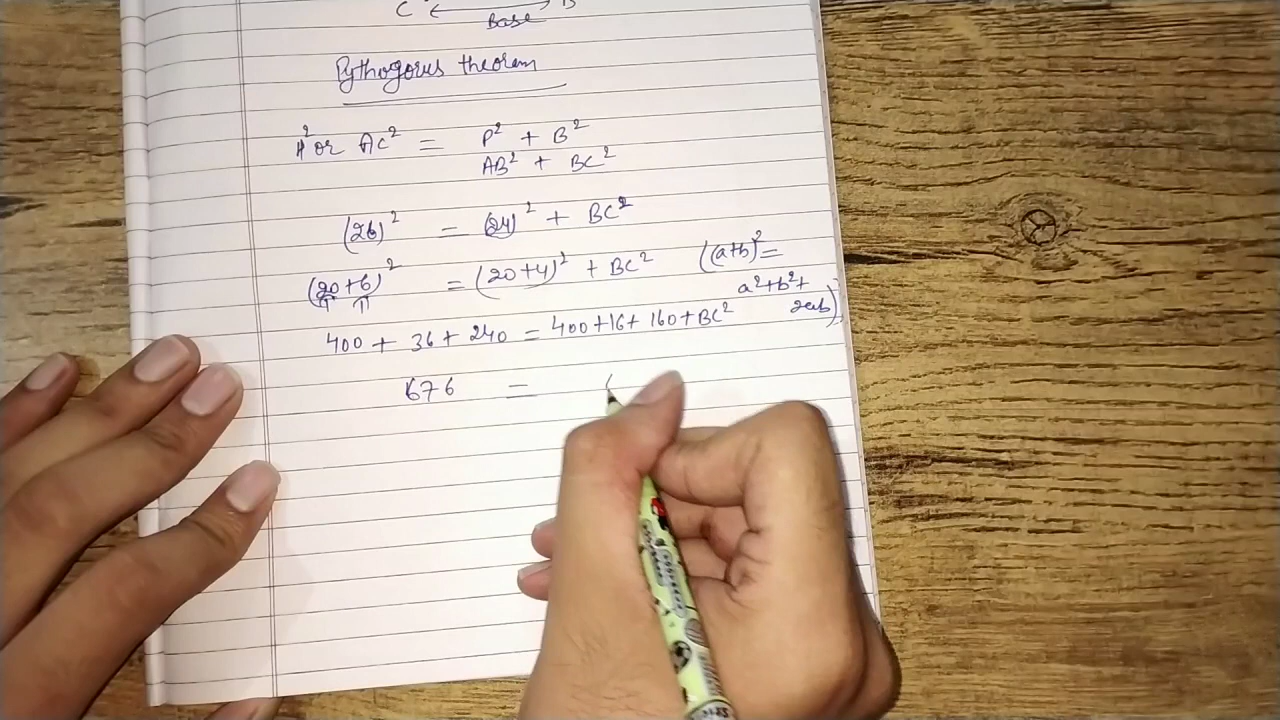 C Base B
Pythogorus theorem
H² or AC² = P² + B²
AB² + BC²
(26)² = (24)² + BC²
(20+6)² = (20+4)² + BC² ((a+b)² =
a²+b²+
2ab)
400 + 36 + 240 = 400+16+160+BC²
676 =